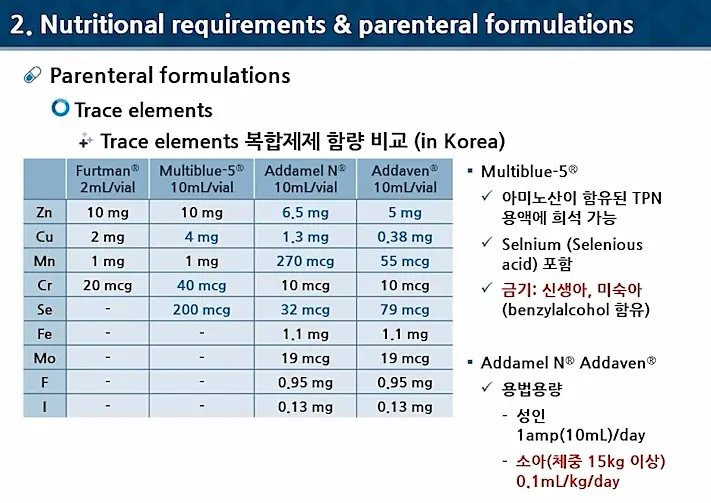 2. Nutritional requirements & parenteral formulations
Parenteral formulations
Trace elements
Trace elements 복합제제 함량 비교 (in Korea)
Furtman® Multiblue-5® Addamel N® Addaven®
2mL/vial 10mL/vial 10mL/vial 10mL/vial
Zn 10 mg 10 mg 6.5 mg 5 mg
Cu 2 mg 4 mg 1.3 mg 0.38 mg
Mn 1 mg 1 mg 270 mcg 55 mcg
Cr 20 mcg 40 mcg 10 mcg 10 mcg
Se - 200 mcg 32 mcg 79 mcg
Fe - - 1.1 mg 1.1 mg
Mo - - 19 mcg 19 mcg
F - - 0.95 mg 0.95 mg
I - - 0.13 mg 0.13 mg
▪ Multiblue-5®
✓ 아미노산이 함유된 TPN
용액에 희석 가능
✓ Selnium (Selenious
acid) 포함
✓ 금기: 신생아, 미숙아
(benzylalcohol 함유)
▪ Addamel N® Addaven®
✓ 용법용량
- 성인
1amp(10mL)/day
- 소아(체중 15kg 이상)
0.1mL/kg/day